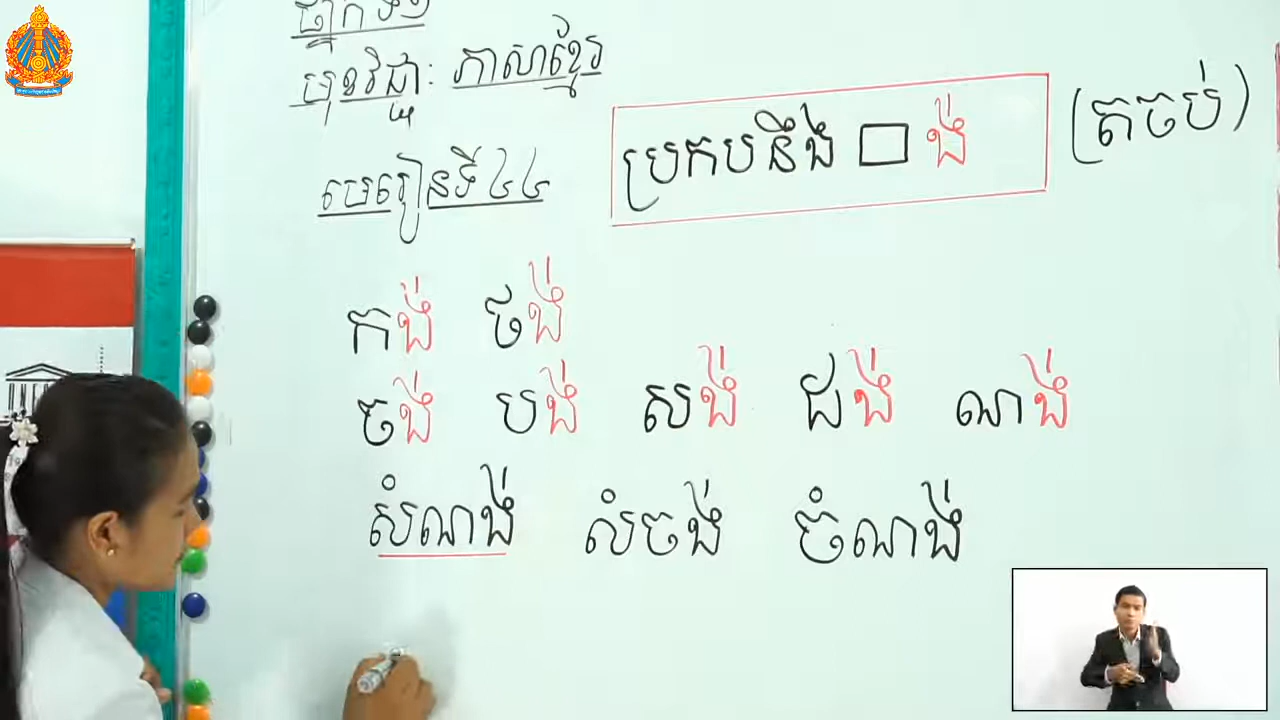 ផ្នែកទី១
មុខវិជ្ជា: ភាសាខ្មែរ
មេរៀនទី ៤៤
ប្រកបនឹង □ ង់
(តចប់)
កង់ ថង់
ចង់ បង់ សង់ ដង់ ណង់
សំណង់ លំចង់ ចំណង់